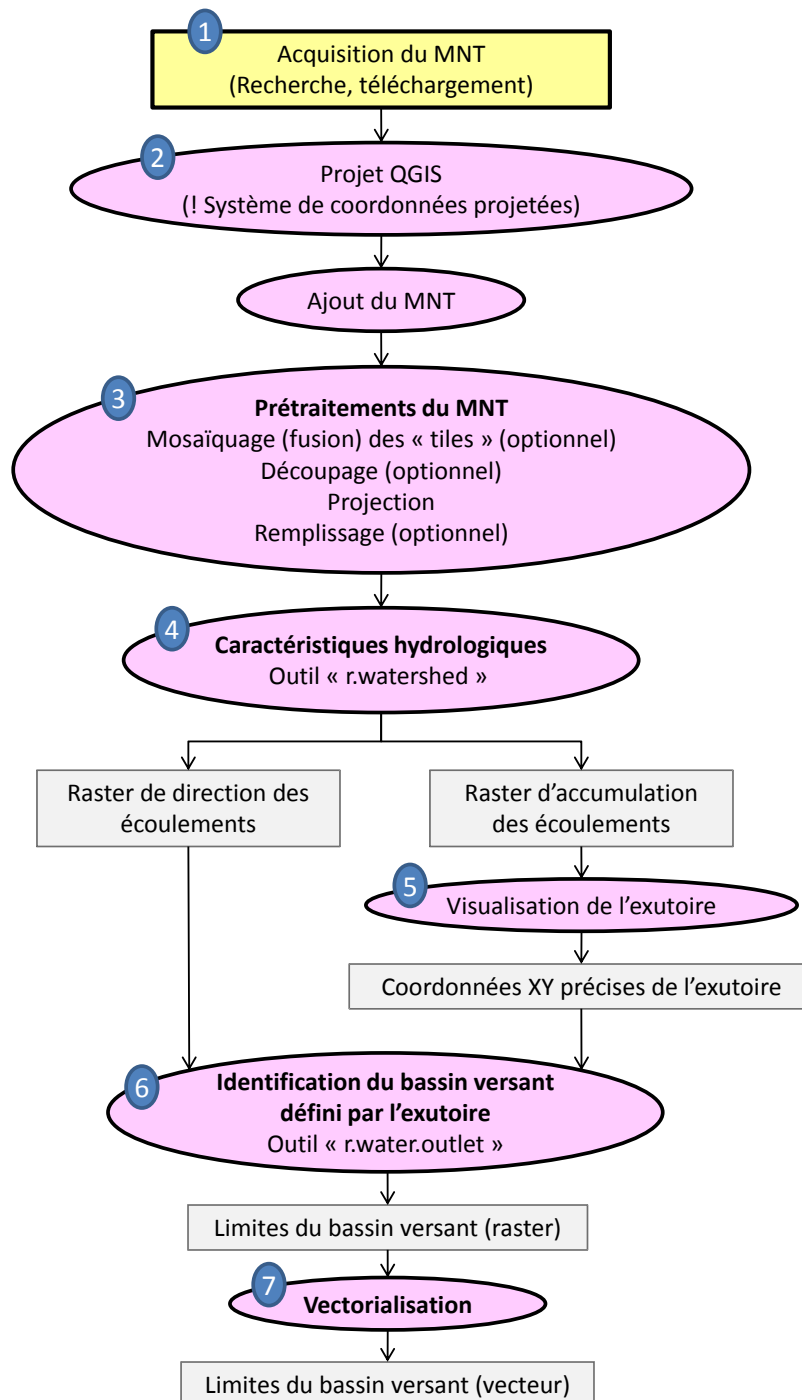 1
Acquisition du MNT
(Recherche, téléchargement)
2
Projet QGIS
(! Système de coordonnées projetées)
Ajout du MNT
3
Prétraitements du MNT
Mosaïquage (fusion) des « tiles » (optionnel)
Découpage (optionnel)
Projection
Remplissage (optionnel)
4
Caractéristiques hydrologiques
Outil « r.watershed »
Raster de direction des
écoulements
Raster d’accumulation
des écoulements
5
Visualisation de l’exutoire
Coordonnées XY précises de l’exutoire
6
Identification du bassin versant
défini par l’exutoire
Outil « r.water.outlet »
Limites du bassin versant (raster)
7
Vectorialisation
Limites du bassin versant (vecteur)